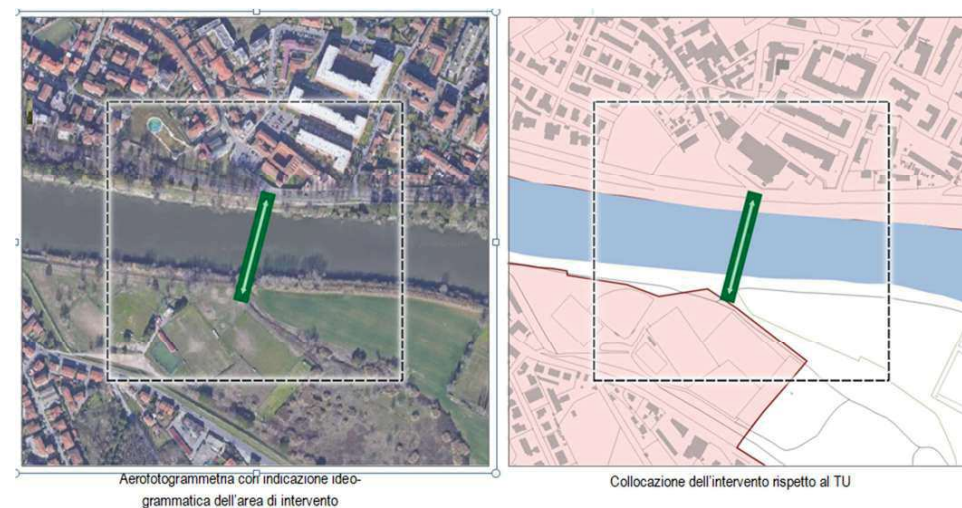 Aerofotogrammetria con indicazione ideo-
grammatica dell'area di intervento
Collocazione dell'intervento rispetto al TU